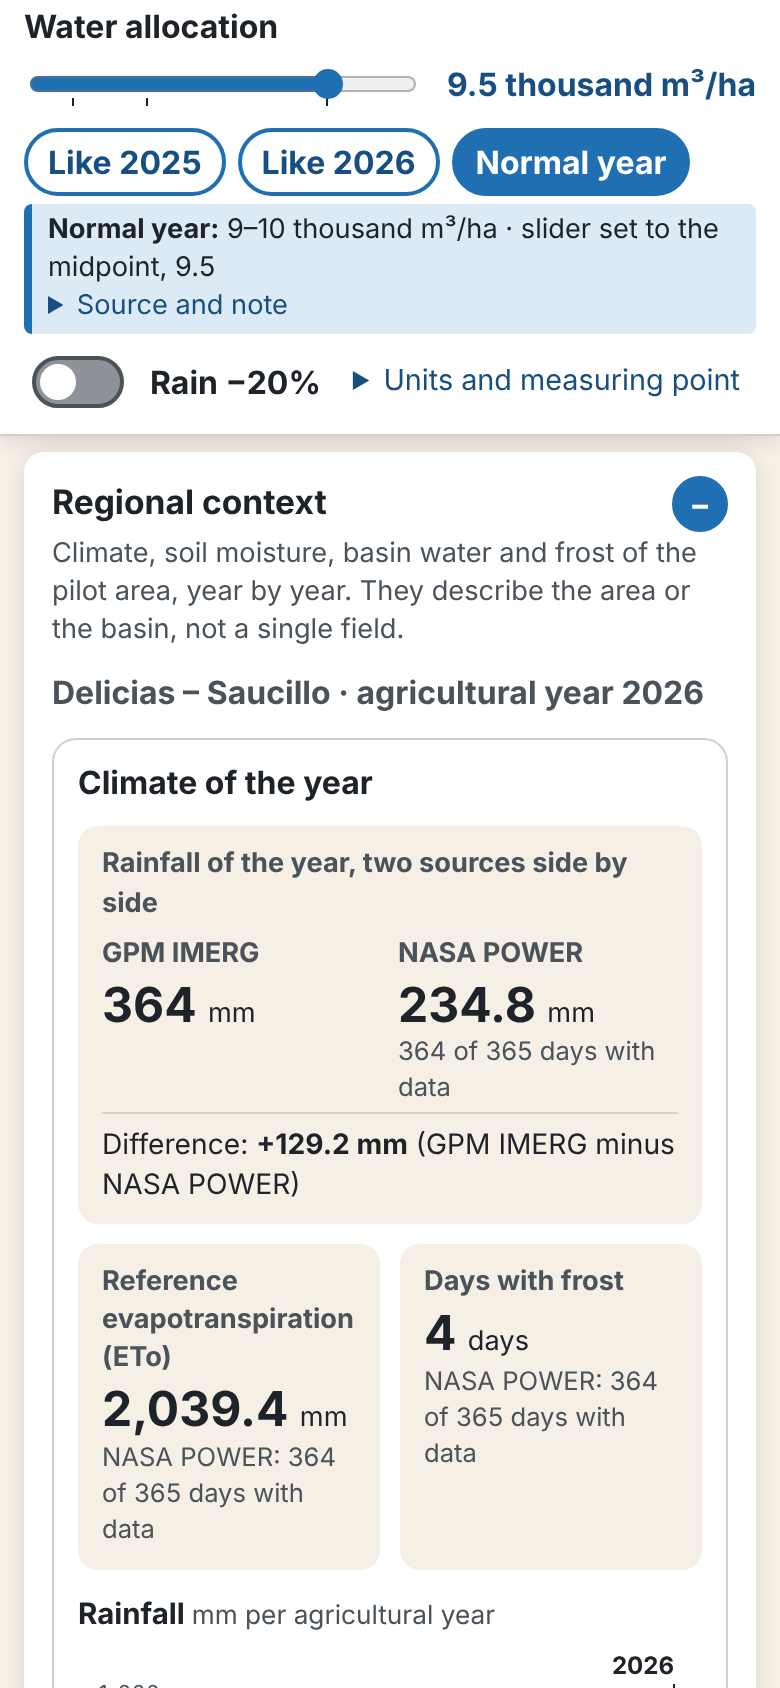 Water allocation
9.5 thousand m³/ha
Like 2025
Like 2026
Normal year
Normal year: 9–10 thousand m³/ha · slider set to the
midpoint, 9.5
▶ Source and note
Rain −20%
▶ Units and measuring point
Regional context
–
Climate, soil moisture, basin water and frost of the
pilot area, year by year. They describe the area or
the basin, not a single field.
Delicias – Saucillo · agricultural year 2026
Climate of the year
Rainfall of the year, two sources side by
side
GPM IMERG
364 mm
NASA POWER
234.8 mm
364 of 365 days with
data
Difference: +129.2 mm (GPM IMERG minus
NASA POWER)
Reference
evapotranspiration
(ETo)
2,039.4 mm
NASA POWER: 364
of 365 days with
data
Days with frost
4 days
NASA POWER: 364
of 365 days with
data
Rainfall mm per agricultural year
2026